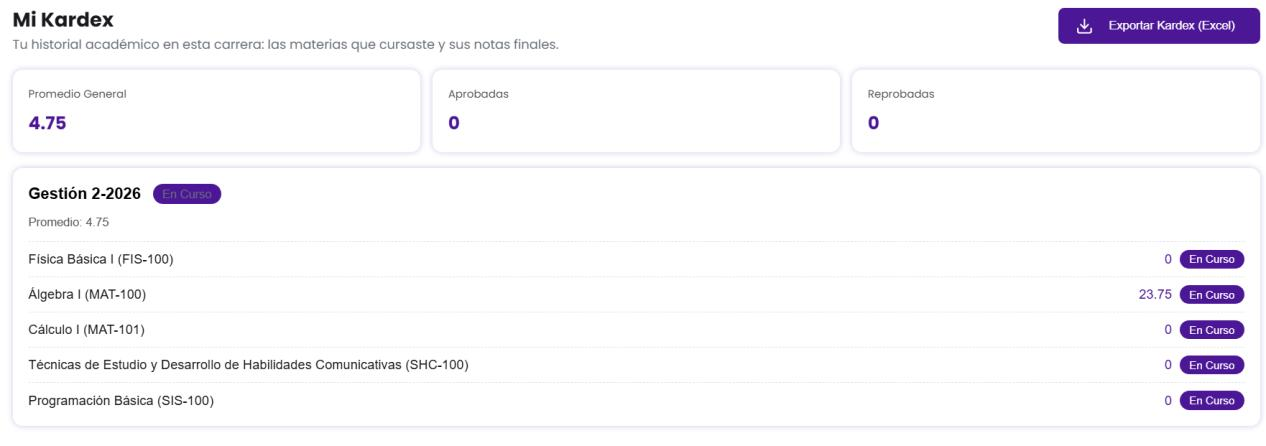 Mi Kardex
Exportar Kardex (Excel)
Tu historial académico en esta carrera: las materias que cursaste y sus notas finales.
Promedio General
4.75
Aprobadas
0
Reprobadas
0
Gestión 2-2026 En Curso
Promedio: 4.75
Física Básica I (FIS-100) 0 En Curso
Álgebra I (MAT-100) 23.75 En Curso
Cálculo I (MAT-101) 0 En Curso
Técnicas de Estudio y Desarrollo de Habilidades Comunicativas (SHC-100) 0 En Curso
Programación Básica (SIS-100) 0 En Curso